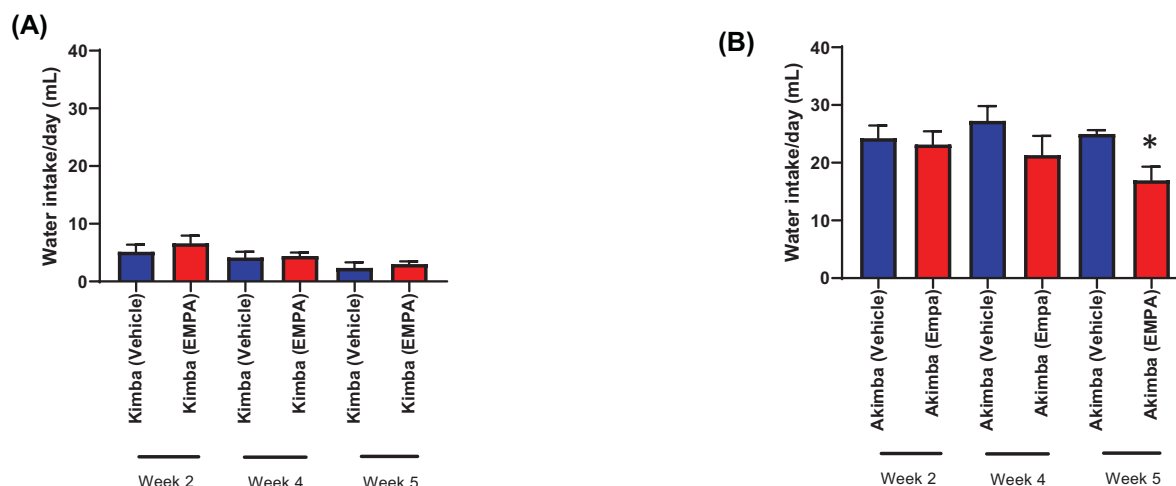 (A)
Water intake/day (mL)
40
30
20
10
0
Kimba (Vehicle)
Kimba (EMPA)
Kimba (Vehicle)
Kimba (EMPA)
Kimba (Vehicle)
Kimba (EMPA)
Week 2
Week 4
Week 5
(B)
Water intake/day (mL)
40
30
20
10
0
*
Akimba (Vehicle)
Akimba (Empa)
Akimba (Vehicle)
Akimba (Empa)
Akimba (Vehicle)
Akimba (EMPA)
Week 2
Week 4
Week 5